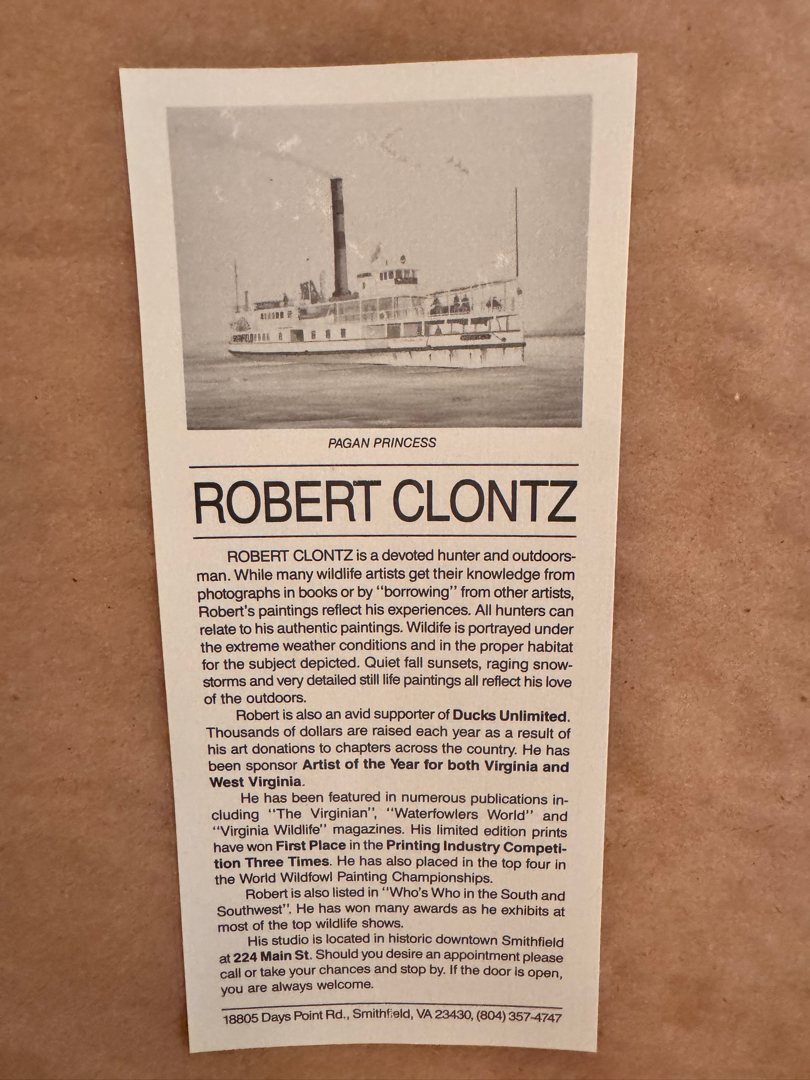 PAGAN PRINCESS
ROBERT CLONTZ
ROBERT CLONTZ is a devoted hunter and outdoors-
man. While many wildlife artists get their knowledge from
photographs in books or by "borrowing" from other artists,
Robert's paintings reflect his experiences. All hunters can
relate to his authentic paintings. Wildife is portrayed under
the extreme weather conditions and in the proper habitat
for the subject depicted. Quiet fall sunsets, raging snow-
storms and very detailed still life paintings all reflect his love
of the outdoors.
Robert is also an avid supporter of Ducks Unlimited.
Thousands of dollars are raised each year as a result of
his art donations to chapters across the country. He has
been sponsor Artist of the Year for both Virginia and
West Virginia.
He has been featured in numerous publications in-
cluding "The Virginian", "Waterfowlers World" and
"Virginia Wildlife" magazines. His limited edition prints
have won First Place in the Printing Industry Competi-
tion Three Times. He has also placed in the top four in
the World Wildfowl Painting Championships.
Robert is also listed in "Who's Who in the South and
Southwest". He has won many awards as he exhibits at
most of the top wildlife shows.
His studio is located in historic downtown Smithfield
at 224 Main St. Should you desire an appointment please
call or take your chances and stop by. If the door is open,
you are always welcome.
18805 Days Point Rd., Smithfield, VA 23430, (804) 357-4747